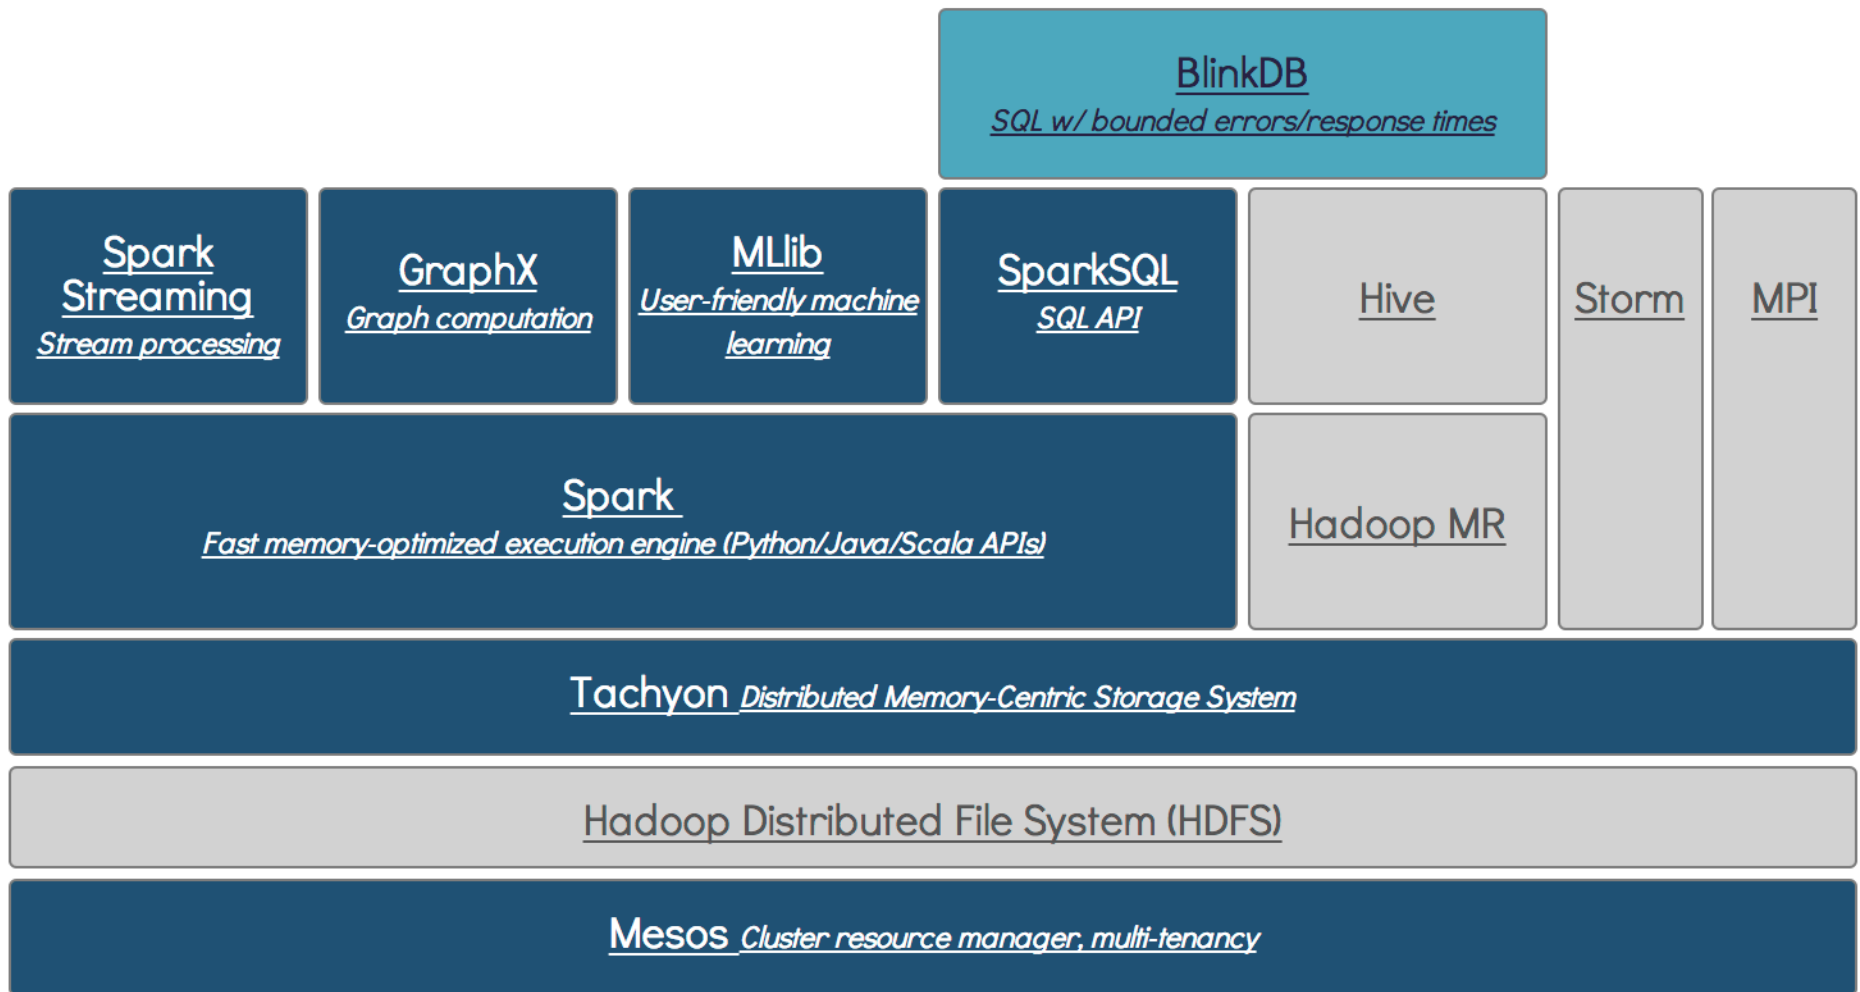 BlinkDB
SQL w/ bounded errors/response times
Spark
Streaming
Stream processing
GraphX
Graph computation
MLlib
User-friendly machine
learning
SparkSQL
SQL API
Hive
Storm
MPI
Spark
Fast memory-optimized execution engine (Python/Java/Scala APIs)
Hadoop MR
Tachyon Distributed Memory-Centric Storage System
Hadoop Distributed File System (HDFS)
Mesos Cluster resource manager, multi-tenancy